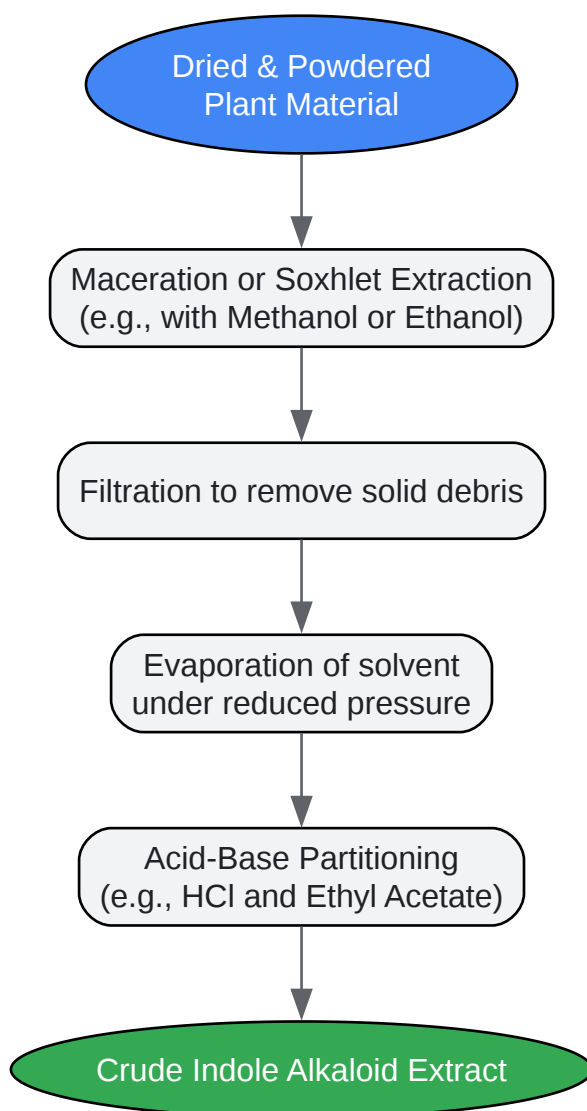 Dried & Powdered
Plant Material
Maceration or Soxhlet Extraction
(e.g., with Methanol or Ethanol)
Filtration to remove solid debris
Evaporation of solvent
under reduced pressure
Acid-Base Partitioning
(e.g., HCl and Ethyl Acetate)
Crude Indole Alkaloid Extract